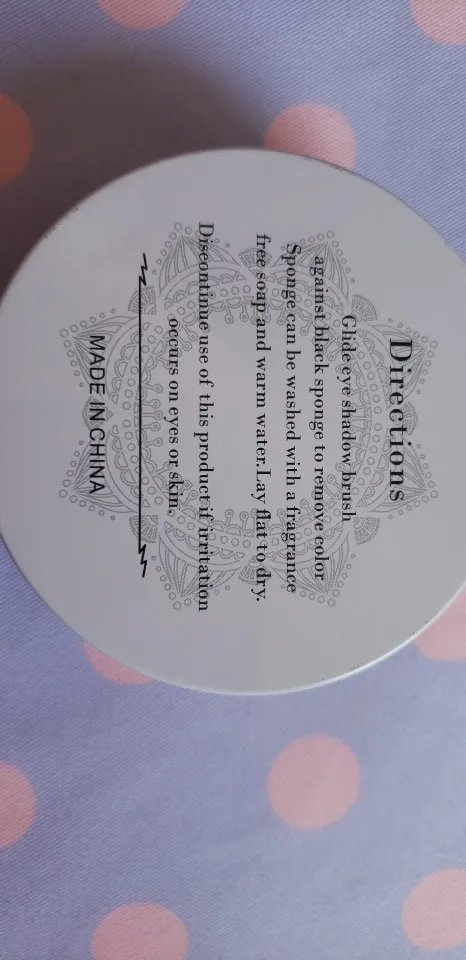 Directions
Glide eye shadow brush
against black sponge to remove color
Sponge can be washed with a fragrance
free soap and warm water.Lay flat to dry.
Discontinue use of this product if irritation
occurs on eyes or skin.
MADE IN CHINA